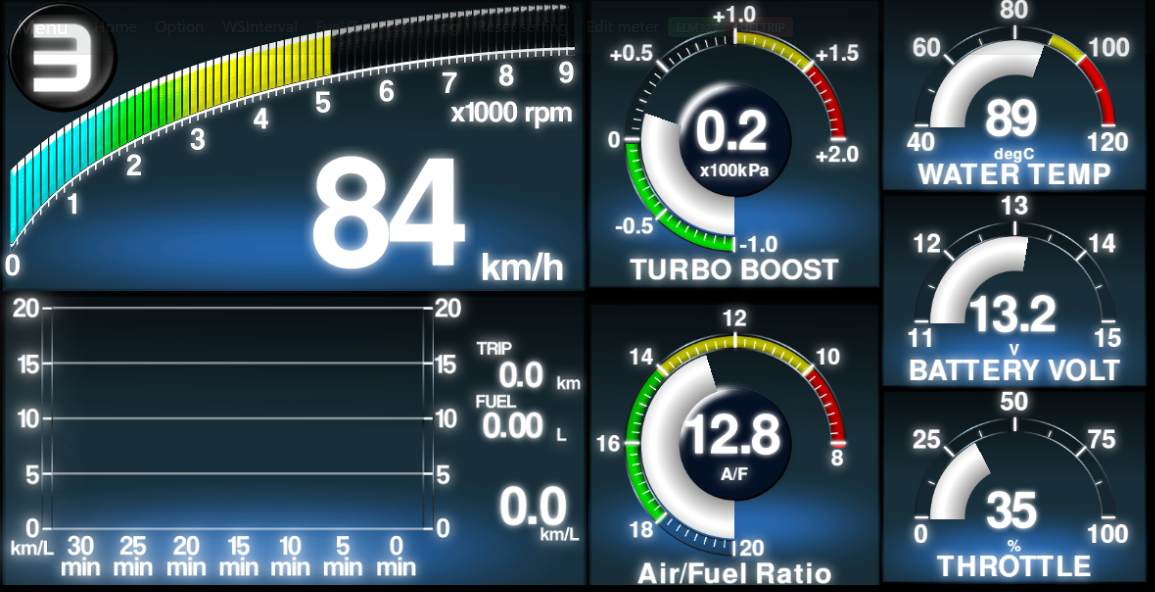 Menu Home Option WSInterval Reset setting Edit meter
3
0 1 2 3 4 5 6 7 8 9
x1000 rpm
84 km/h
+1.0
+0.5 +1.5
0 +2.0
-0.5 -1.0
0.2
x100kPa
TURBO BOOST
80
60 100
40 120
89
degC
WATER TEMP
13
12 14
11 15
13.2
V
BATTERY VOLT
20 20
15 15
10 10
5 5
0 0
km/L
30 25 20 15 10 5 0
min min min min min min min
TRIP
0.0 km
FUEL
0.00 L
0.0
km/L
12
14 10
16 8
18 20
12.8
A/F
Air/Fuel Ratio
50
25 75
0 100
35
%
THROTTLE